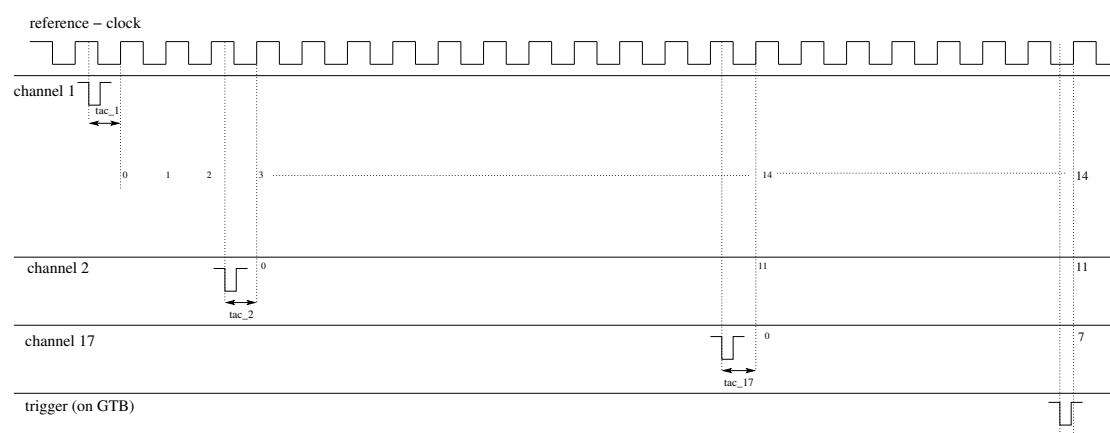 reference – clock
channel 1
tac_1
0 1 2 3 14 14
channel 2
0 11 11
tac_2
channel 17
0 7
tac_17
trigger (on GTB)